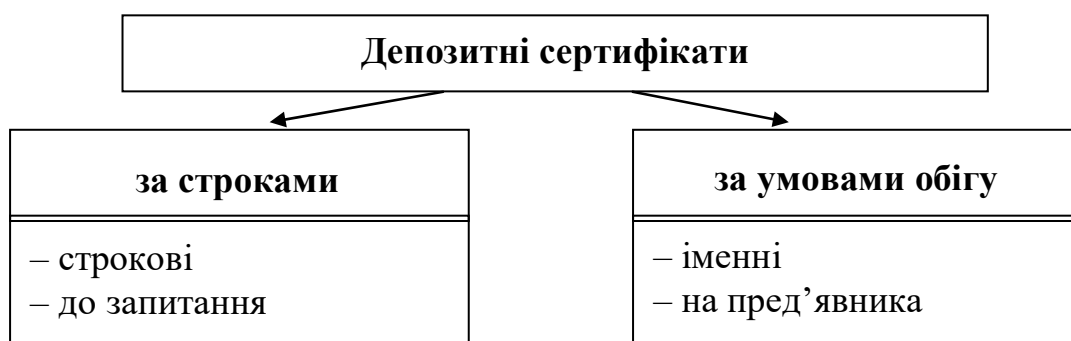 Депозитні сертифікати
за строками
– строкові
– до запитання
за умовами обігу
– іменні
– на пред’явника